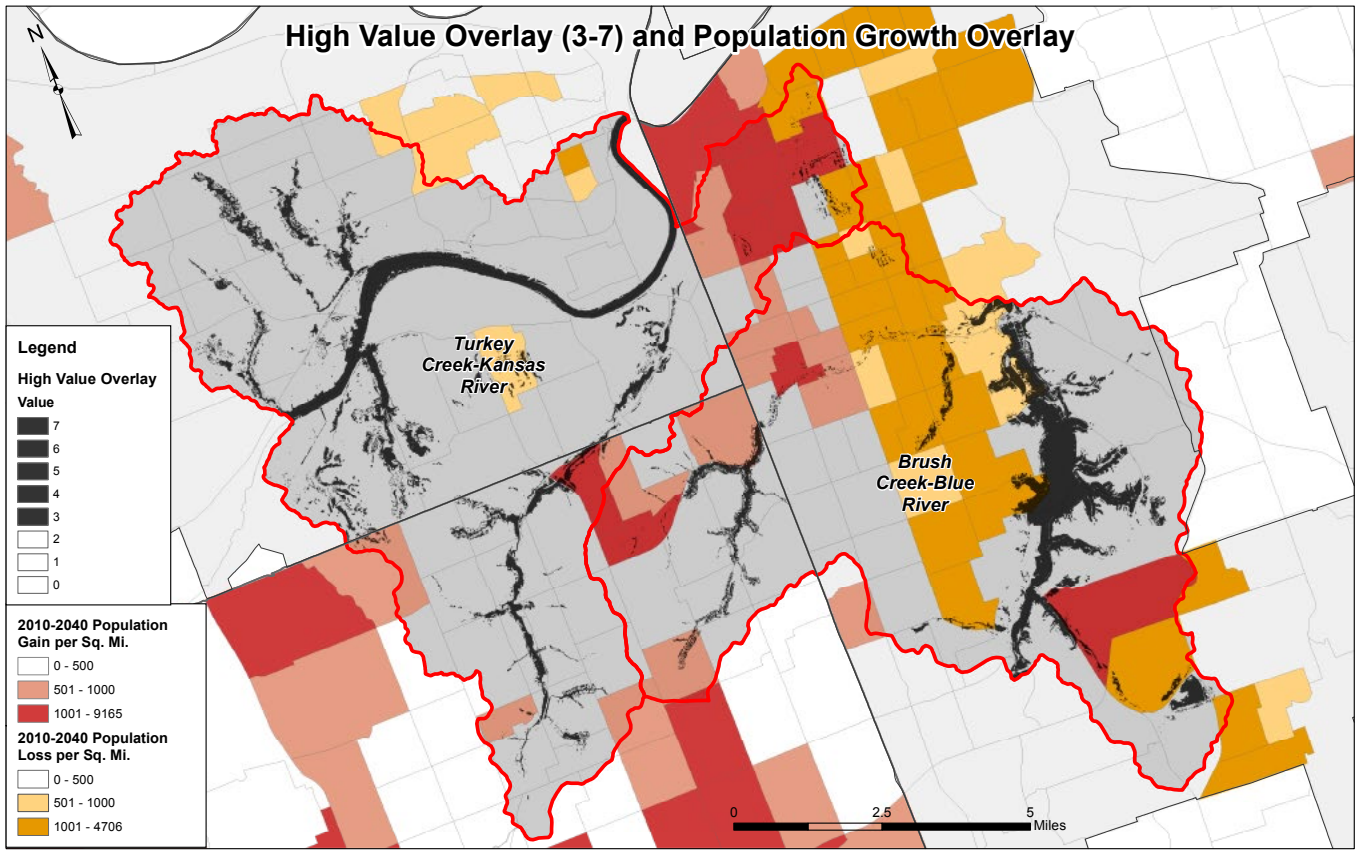 High Value Overlay (3-7) and Population Growth Overlay
N
Turkey
Creek-Kansas
River
Brush
Creek-Blue
River
Legend
High Value Overlay
Value
7
6
5
4
3
2
1
0
2010-2040 Population
Gain per Sq. Mi.
0 - 500
501 - 1000
1001 - 9165
2010-2040 Population
Loss per Sq. Mi.
0 - 500
501 - 1000
1001 - 4706
0 2.5 5
Miles